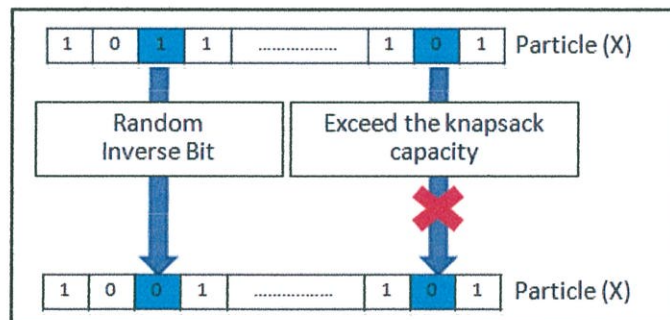 1 0 1 1 ................. 1 0 1 Particle (X)
Random
Inverse Bit
Exceed the knapsack
capacity
1 0 0 1 ................. 1 0 1 Particle (X)